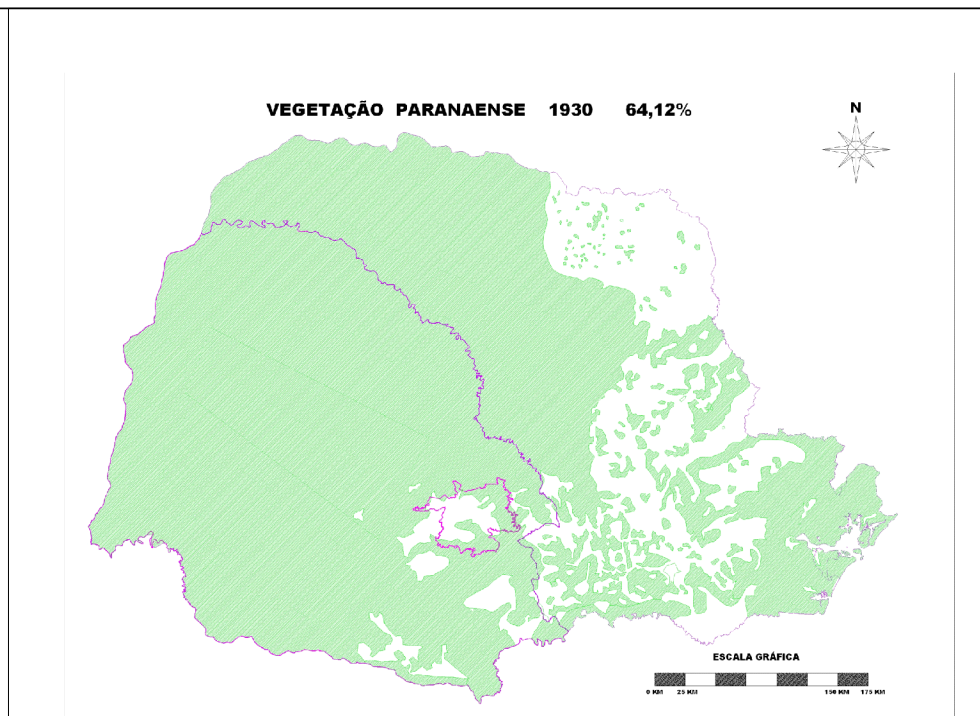 VEGETAÇÃO PARANAENSE 1930 64,12%
N
ESCALA GRÁFICA
0 KM 25 KM 150 KM 175 KM